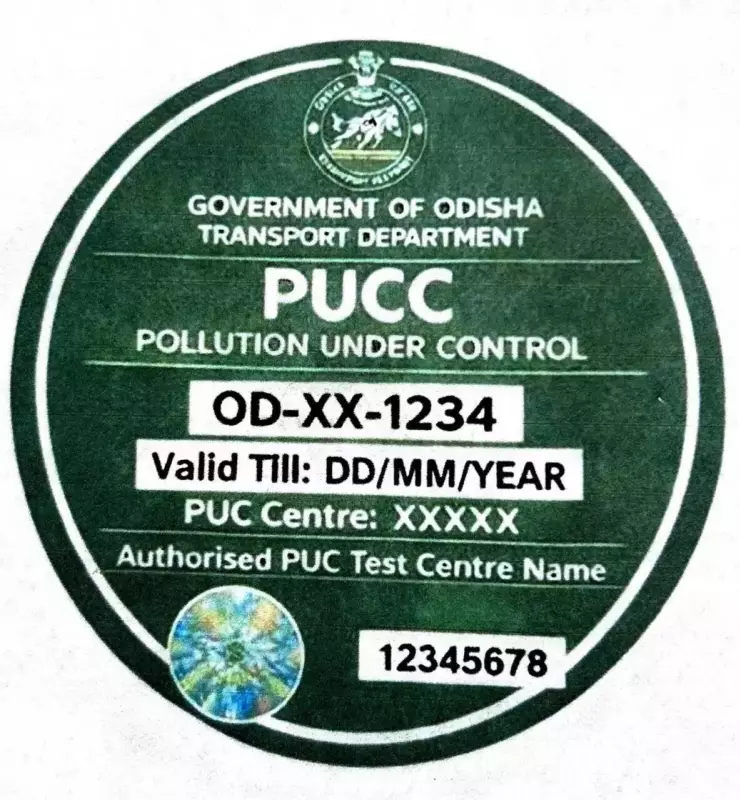 GOVERNMENT OF ODISHA
TRANSPORT DEPARTMENT
PUCC
POLLUTION UNDER CONTROL
OD-XX-1234
Valid TIll: DD/MM/YEAR
PUC Centre: XXXXX
Authorised PUC Test Centre Name
12345678